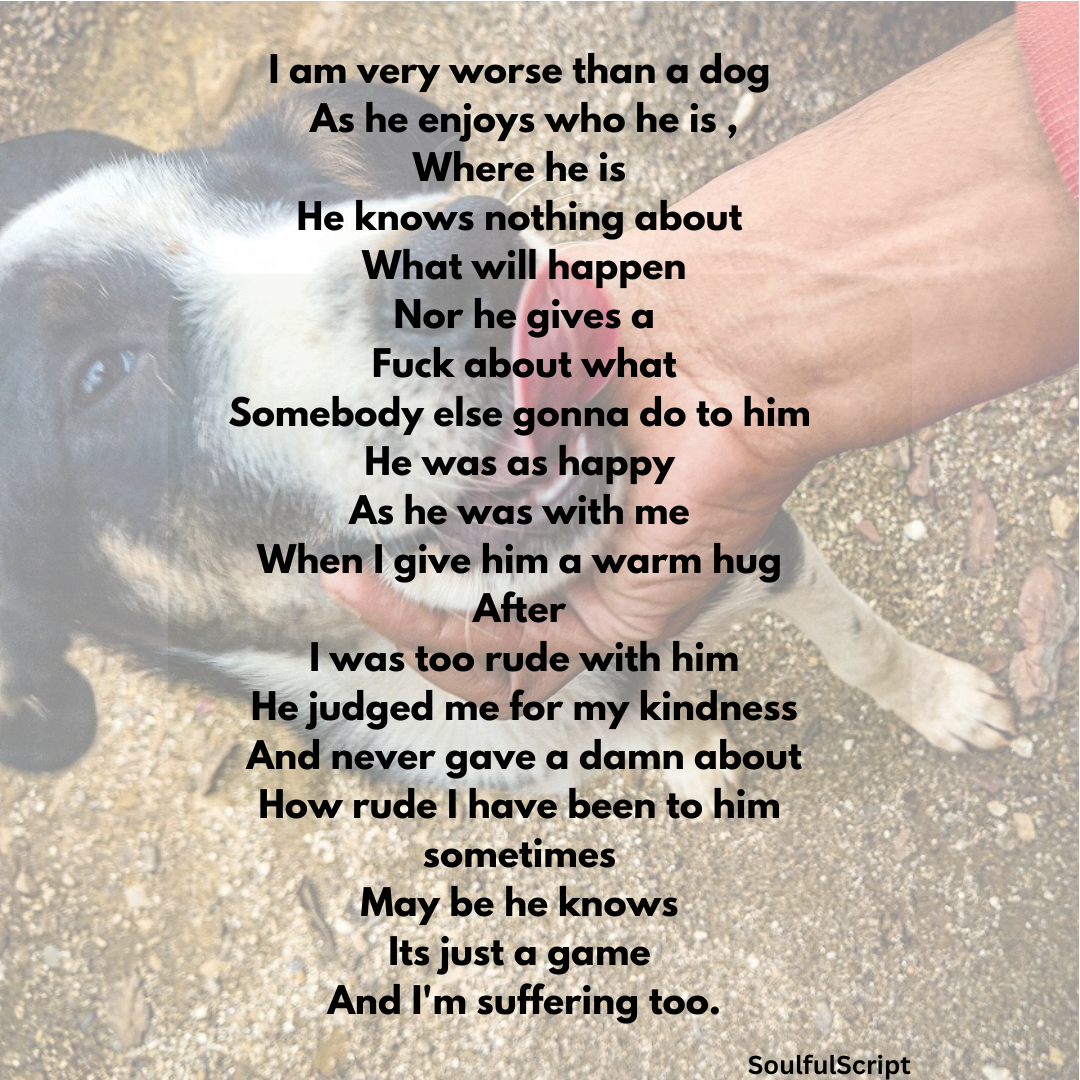 I am very worse than a dog
As he enjoys who he is ,
Where he is
He knows nothing about
What will happen
Nor he gives a
Fuck about what
Somebody else gonna do to him
He was as happy
As he was with me
When I give him a warm hug
After
I was too rude with him
He judged me for my kindness
And never gave a damn about
How rude I have been to him
sometimes
May be he knows
Its just a game
And I'm suffering too.
SoulfulScript